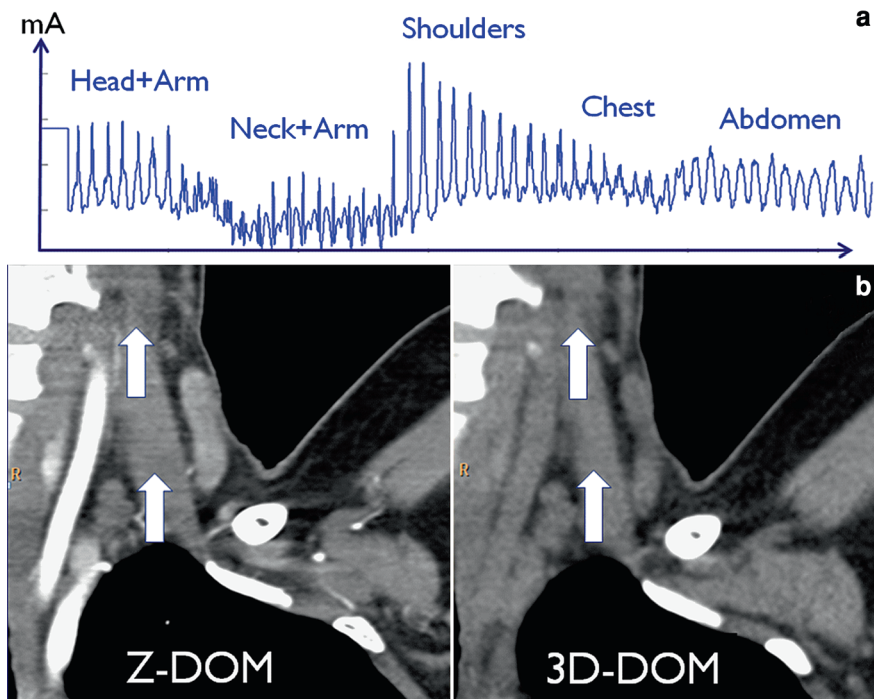 mA
a
Shoulders
Head+Arm
Chest
Neck+Arm
Abdomen
b
R
R
Z-DOM
3D-DOM